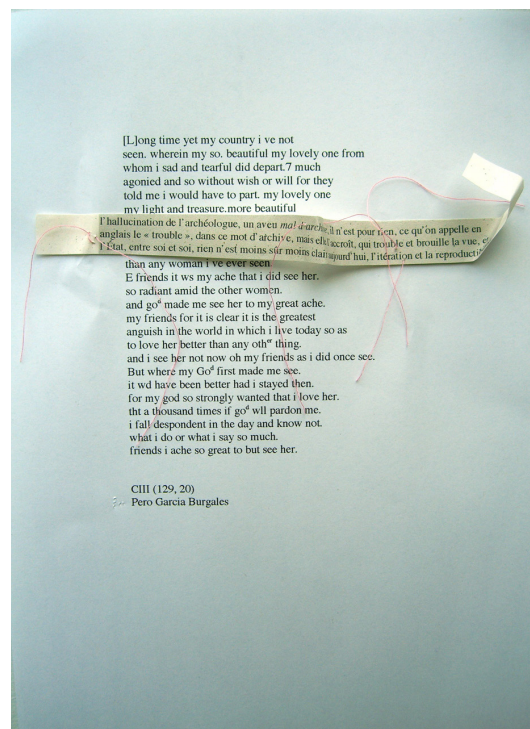 [L]ong time yet my country i ve not
seen. wherein my so. beautiful my lovely one from
whom i sad and tearful did depart.7 much
agonied and so without wish or will for they
told me i would have to part. my lovely one
my light and treasure.more beautiful
l'hallucination de l'archéologue, un aveu mal d'archive, il n'est pour rien, ce qu'on appelle en
anglais le « trouble », dans ce mot d'archive, mais elle accroît, qui trouble et brouille la vue,
l'État, entre soi et soi, rien n'est moins sûr moins clair aujourd'hui, l'itération et la
than any woman i've ever seen
E friends it ws my ache that i did see her.
so radiant amid the other women.
and goᵈ made me see her to my great ache.
my friends for it is clear it is the greatest
anguish in the world in which i live today so as
to love her better than any othᵉʳ thing.
and i see her not now oh my friends as i did once see.
But where my Goᵈ first made me see.
it wd have been better had i stayed then.
for my god so strongly wanted that i love her.
tht a thousand times if goᵈ wll pardon me.
i fall despondent in the day and know not.
what i do or what i say so much.
friends i ache so great to but see her.
CIII (129, 20)
Pero Garcia Burgales